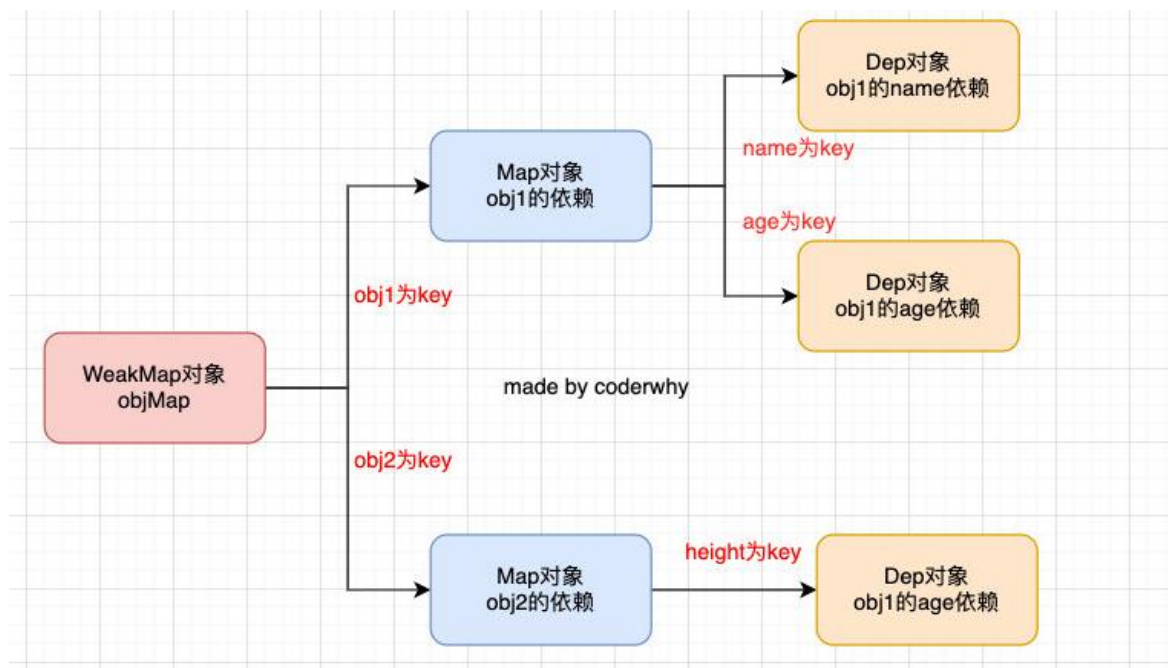 Dep对象
obj1的name依赖
name为key
Map对象
obj1的依赖
age为key
Dep对象
obj1的age依赖
obj1为key
WeakMap对象
objMap
made by coderwhy
obj2为key
height为key
Map对象
obj2的依赖
Dep对象
obj1的age依赖